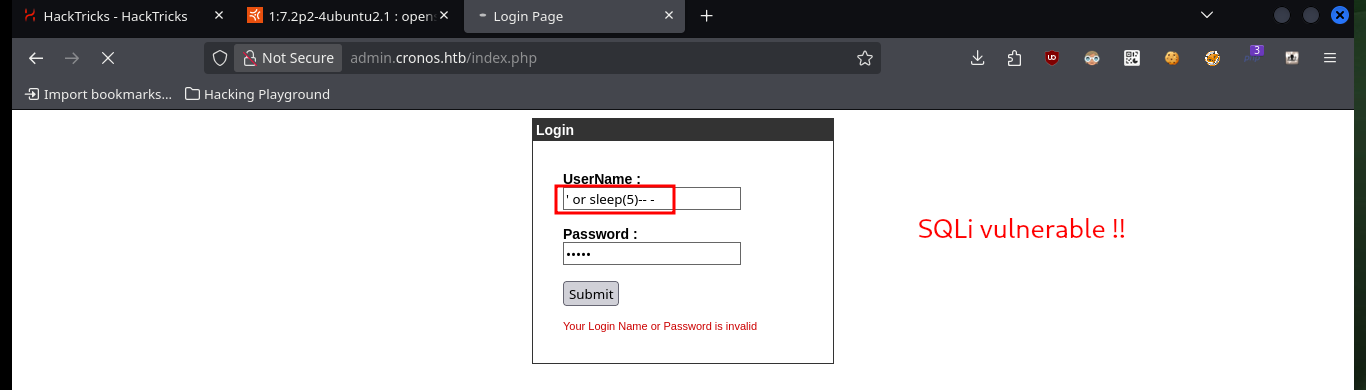 HackTricks - HackTricks
1:7.2p2-4ubuntu2.1 : opens
Login Page
Not Secure admin.cronos.htb/index.php
3
Import bookmarks... Hacking Playground
Login
UserName :
' or sleep(5)-- -
SQLi vulnerable !!
Password :
•••••
Submit
Your Login Name or Password is invalid